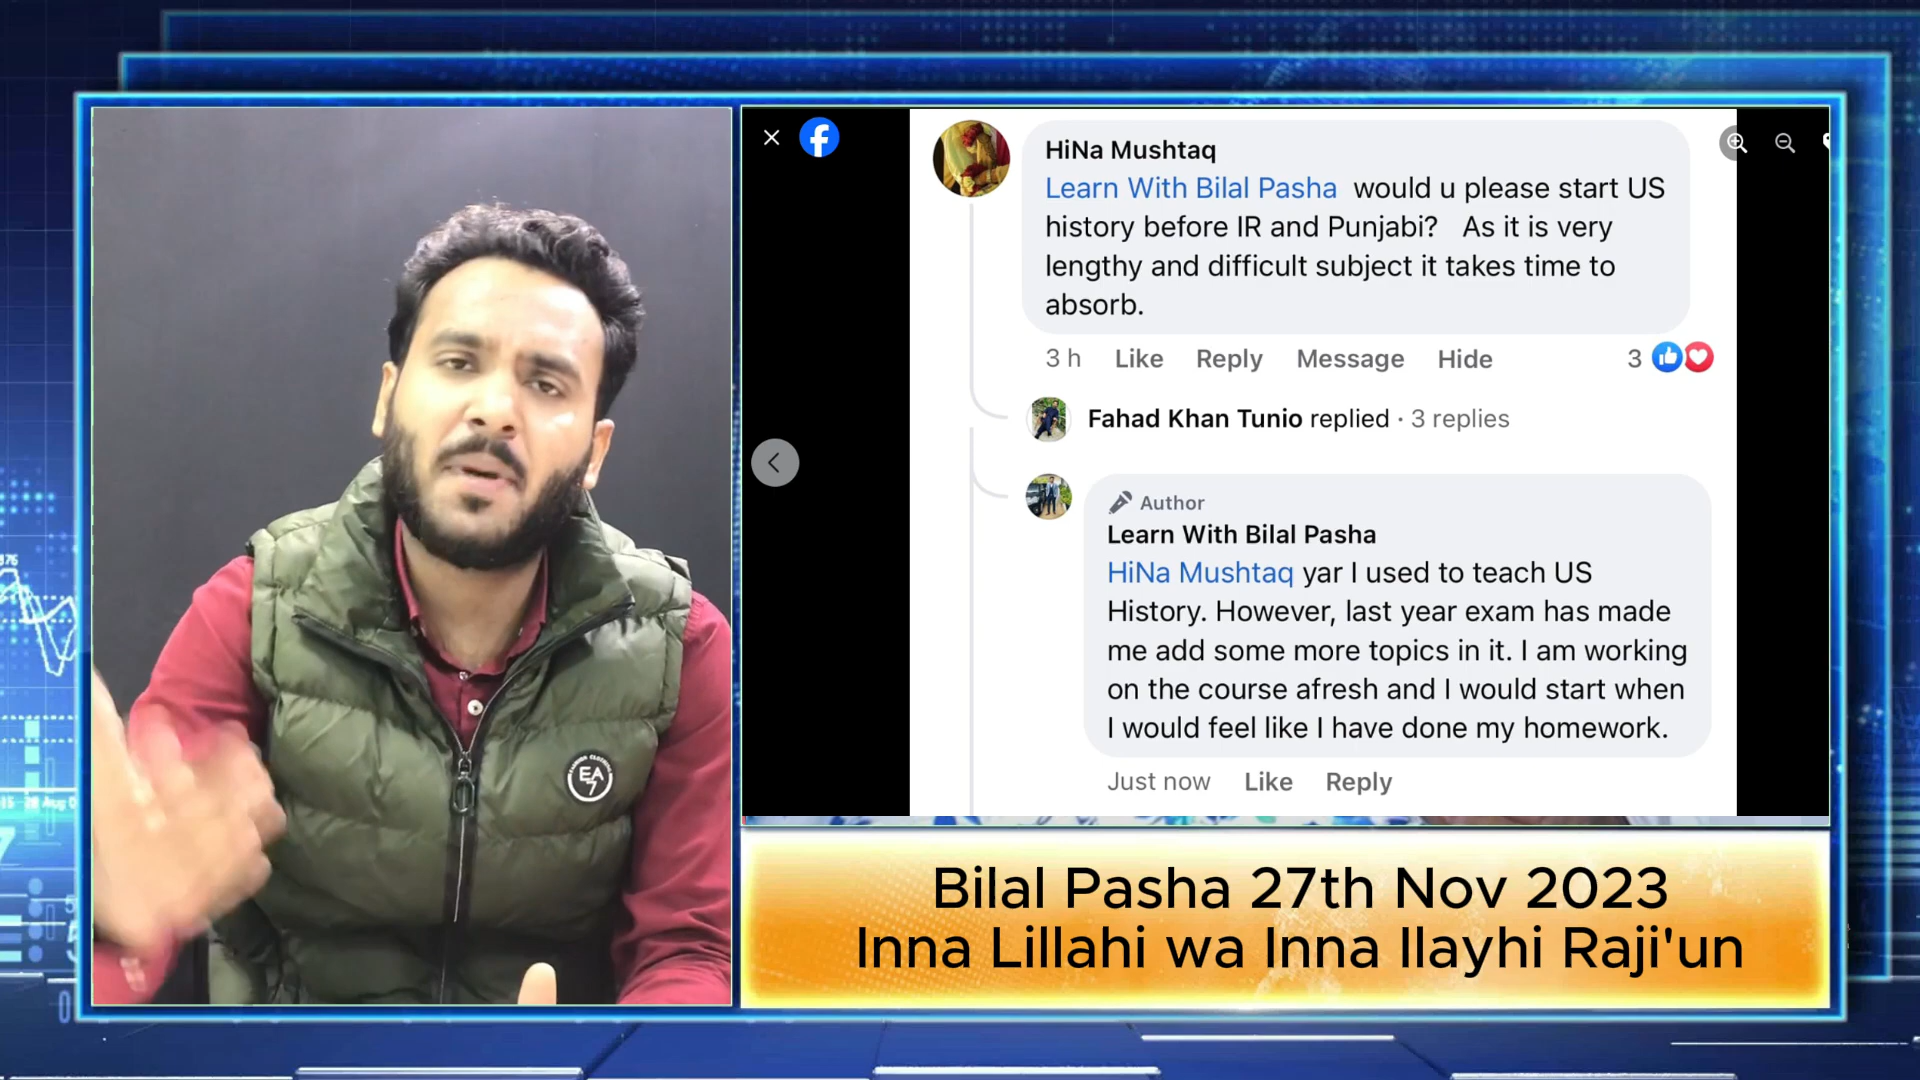 HiNa Mushtaq
Learn With Bilal Pasha would u please start US
history before IR and Punjabi? As it is very
lengthy and difficult subject it takes time to
absorb.
3 h Like Reply Message Hide 3
Fahad Khan Tunio replied · 3 replies
Author
Learn With Bilal Pasha
HiNa Mushtaq yar I used to teach US
History. However, last year exam has made
me add some more topics in it. I am working
on the course afresh and I would start when
I would feel like I have done my homework.
Just now Like Reply
EA
7
Bilal Pasha 27th Nov 2023
Inna Lillahi wa Inna Ilayhi Raji'un